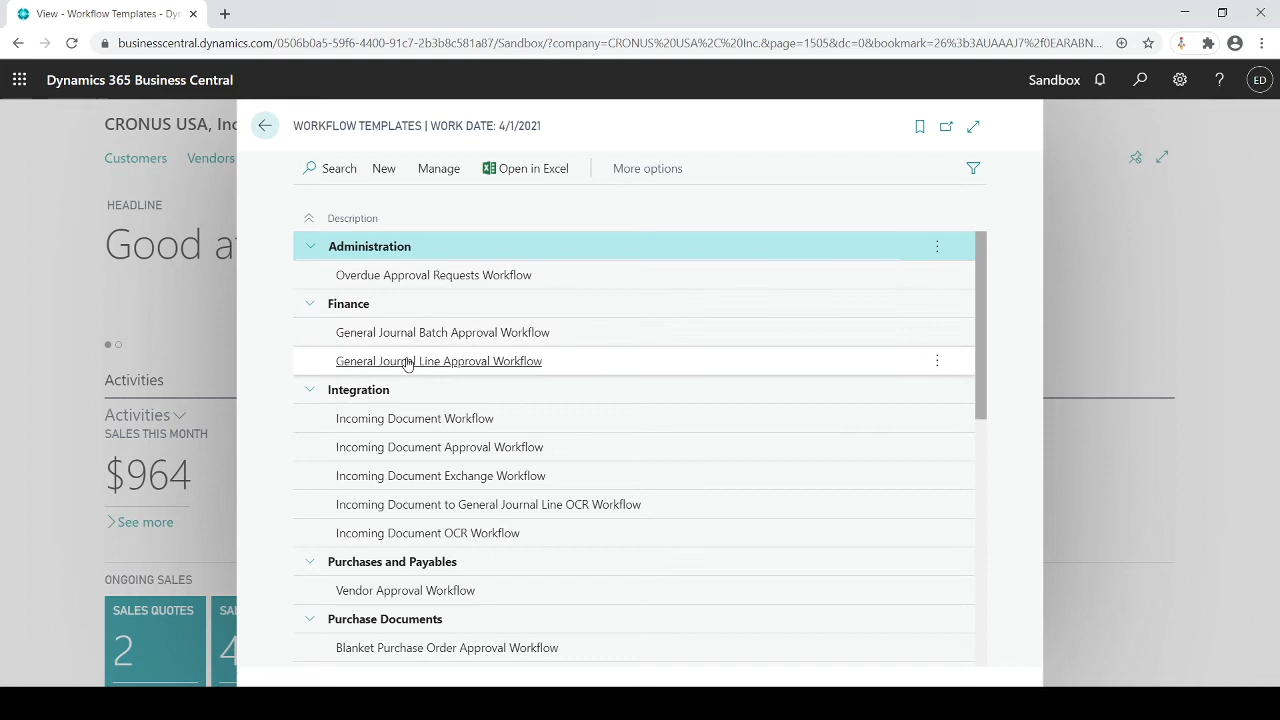 View - Workflow Templates - Dyn
businesscentral.dynamics.com/0506b0a5-59f6-4400-91c7-2b3b8c581a87/Sandbox/?company=CRONUS%20USA%2C%20Inc.&page=1505&dc=0&bookmark=26%3b3AUAAAJ7%2f0EARABN...
Dynamics 365 Business Central
Sandbox
?
ED
CRONUS USA, Inc
WORKFLOW TEMPLATES | WORK DATE: 4/1/2021
Customers Vendors
Search New Manage Open in Excel More options
HEADLINE
Good a
Description
Administration
Overdue Approval Requests Workflow
Finance
General Journal Batch Approval Workflow
General Journal Line Approval Workflow
Integration
Incoming Document Workflow
Incoming Document Approval Workflow
Incoming Document Exchange Workflow
Incoming Document to General Journal Line OCR Workflow
Incoming Document OCR Workflow
Purchases and Payables
Vendor Approval Workflow
Purchase Documents
Blanket Purchase Order Approval Workflow
Activities
Activities
SALES THIS MONTH
$964
See more
ONGOING SALES
SALES QUOTES SA
2 4